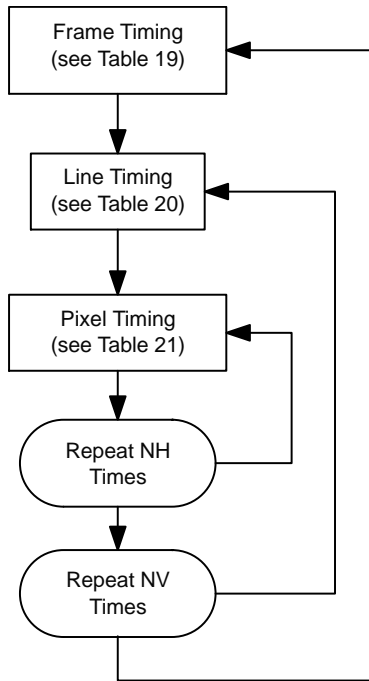 Frame Timing
(see Table 19)
Line Timing
(see Table 20)
Pixel Timing
(see Table 21)
Repeat NH
Times
Repeat NV
Times